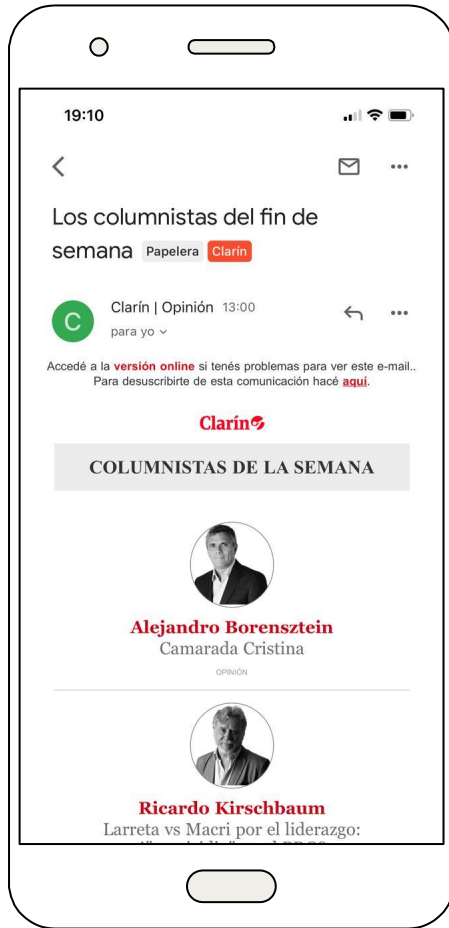 19:10
Los columnistas del fin de
semana Papelera Clarín
C
Clarín | Opinión 13:00
para yo
Accedé a la versión online si tenés problemas para ver este e-mail..
Para desuscribirte de esta comunicación hacé aquí.
Clarín
COLUMNISTAS DE LA SEMANA
Alejandro Borensztein
Camarada Cristina
OPINIÓN
Ricardo Kirschbaum
Larreta vs Macri por el liderazgo: